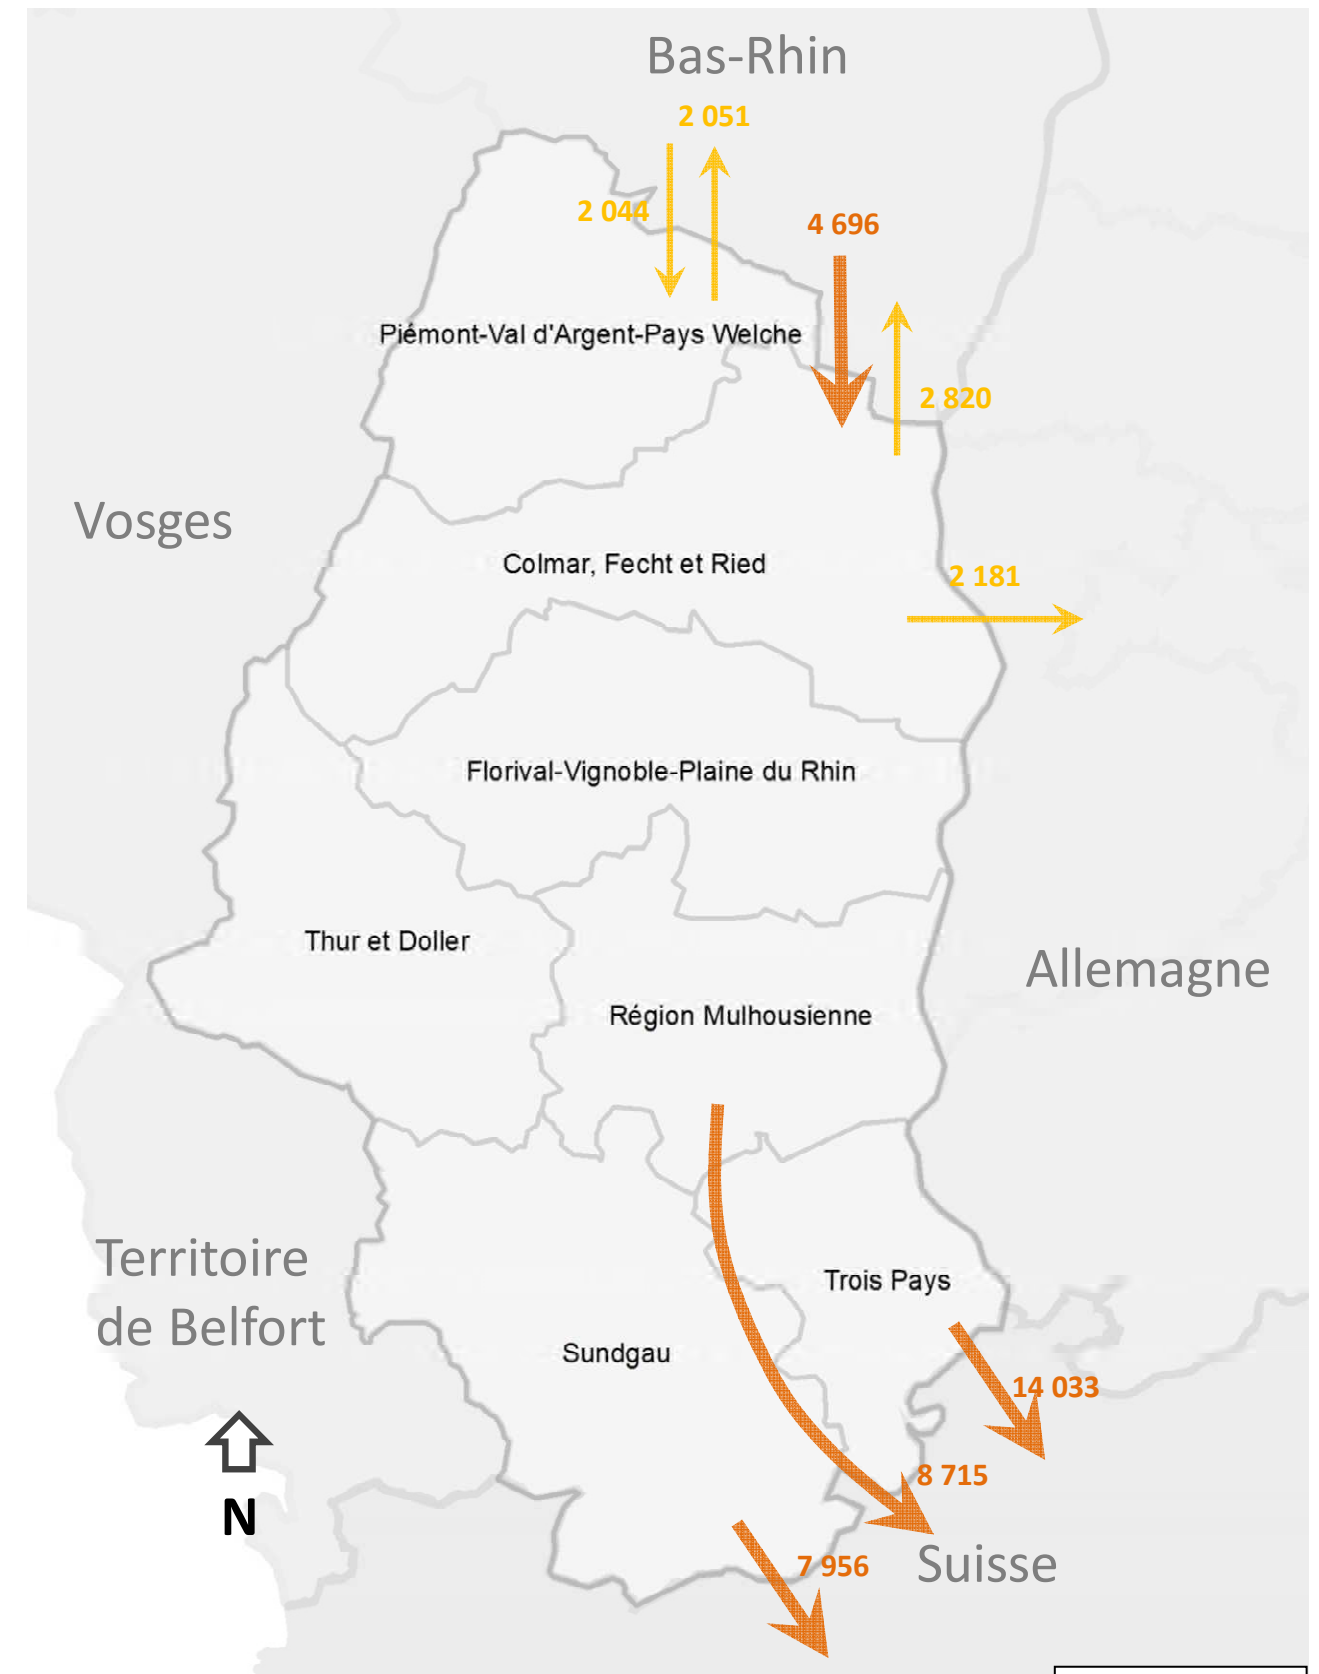 Bas-Rhin
2 051
2 044
4 696
Piémont-Val d'Argent-Pays Welche
2 820
Vosges
Colmar, Fecht et Ried
2 181
Florival-Vignoble-Plaine du Rhin
Thur et Doller
Allemagne
Région Mulhousienne
Territoire
de Belfort
Trois Pays
Sundgau
14 033
8 715
N
7 956
Suisse